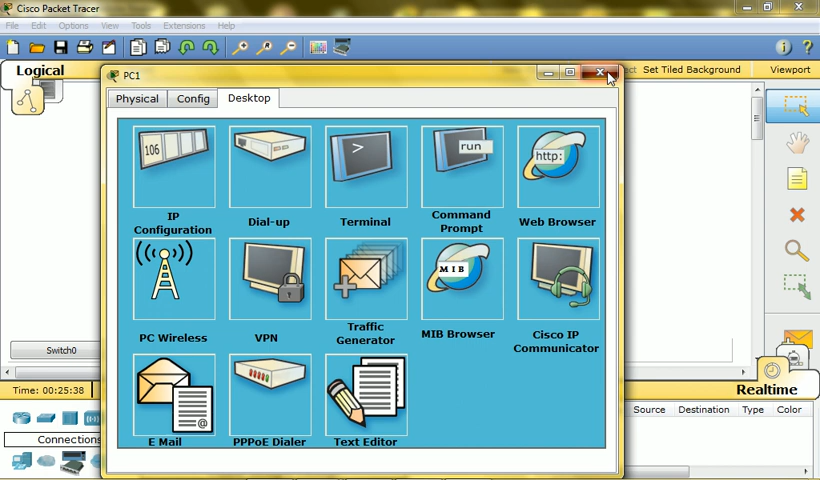 Cisco Packet Tracer
File Edit Options View Tools Extensions Help
Logical
Set Tiled Background
Viewport
PC1
Physical Config Desktop
106
>
run
http:
IP
Configuration
Dial-up
Terminal
Command
Prompt
Web Browser
MIB
PC Wireless
VPN
Traffic
Generator
MIB Browser
Cisco IP
Communicator
@
E Mail
PPPoE Dialer
Text Editor
Switch0
Time: 00:25:38
Realtime
Source Destination Type Color
Connections